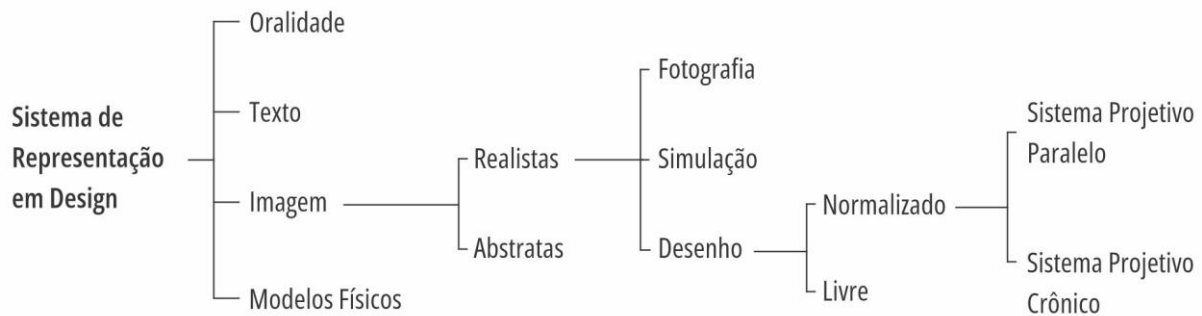 Sistema de
Representação
em Design
Oralidade
Texto
Imagem
Modelos Físicos
Realistas
Abstratas
Fotografia
Simulação
Desenho
Normalizado
Livre
Sistema Projetivo
Paralelo
Sistema Projetivo
Crônico